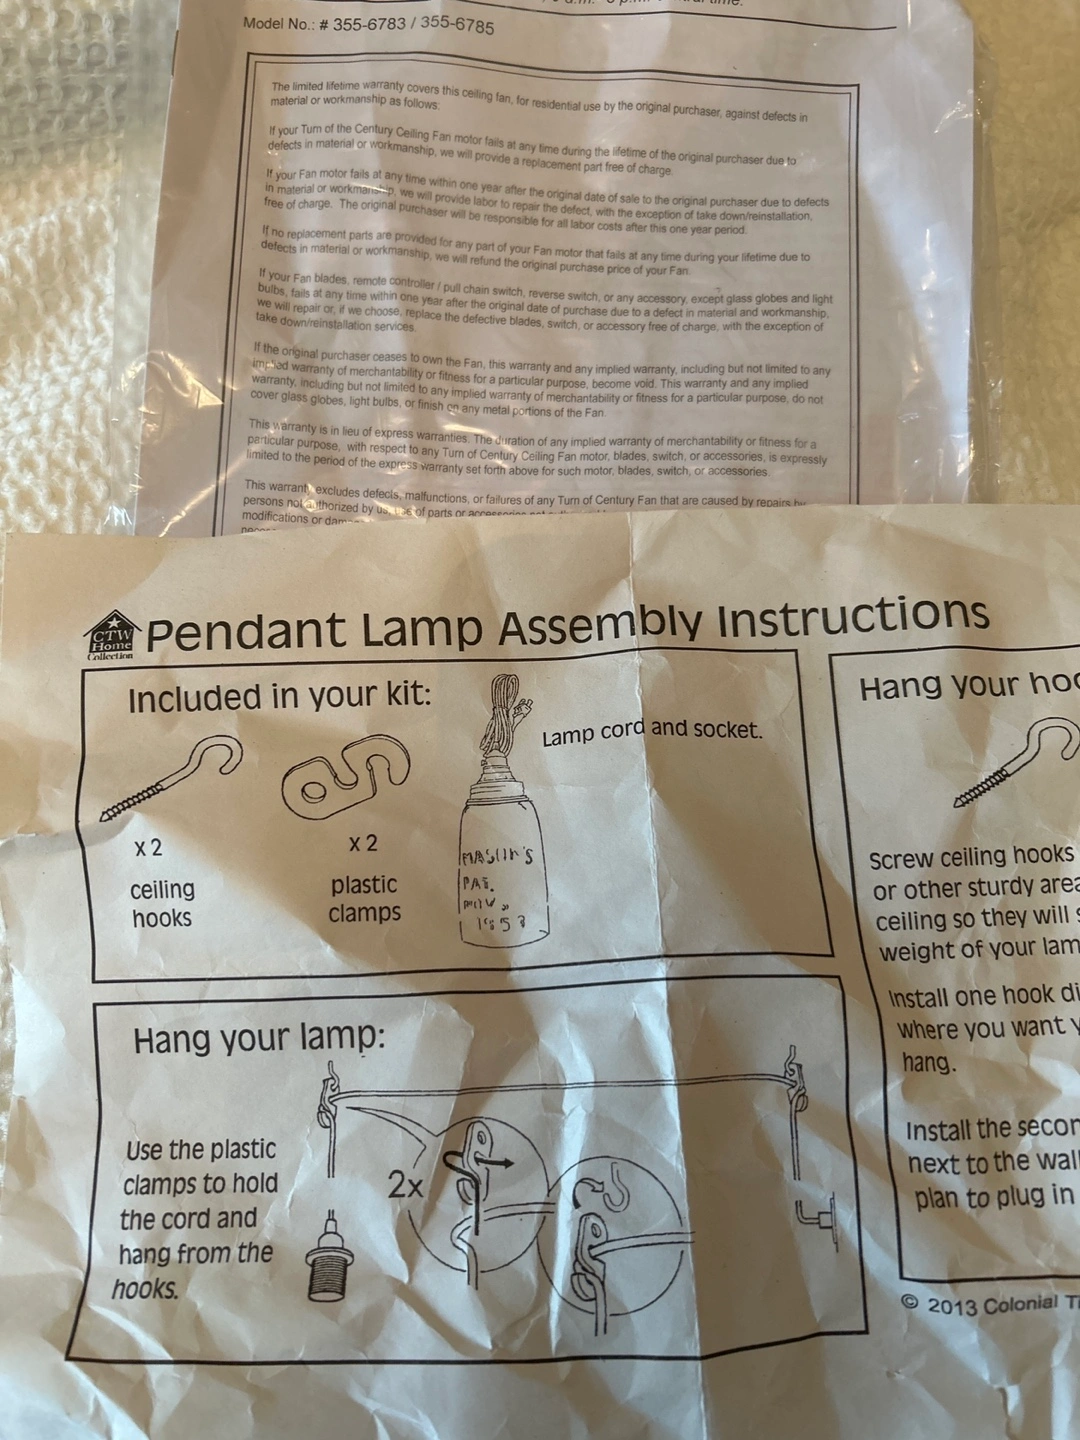 Model No.: # 355-6783 / 355-6785
The limited lifetime warranty covers this ceiling fan, for residential use by the original purchaser, against defects in
material or workmanship as follows:
If your Turn of the Century Ceiling Fan motor fails at any time during the lifetime of the original purchaser due to
defects in material or workmanship, we will provide a replacement part free of charge.
If your Fan motor fails at any time within one year after the original date of sale to the original purchaser due to defects
in material or workmanship, we will provide labor to repair the defect, with the exception of take down/reinstallation,
free of charge. The original purchaser will be responsible for all labor costs after this one year period.
If no replacement parts are provided for any part of your Fan motor that fails at any time during your lifetime due to
defects in material or workmanship, we will refund the original purchase price of your Fan.
If your Fan blades, remote controller / pull chain switch, reverse switch, or any accessory, except glass globes and light
bulbs, fails at any time within one year after the original date of purchase due to a defect in material and workmanship,
we will repair or, if we choose, replace the defective blades, switch, or accessory free of charge, with the exception of
take down/reinstallation services.
If the original purchaser ceases to own the Fan, this warranty and any implied warranty, including but not limited to any
implied warranty of merchantability or fitness for a particular purpose, become void. This warranty and any implied
warranty, including but not limited to any implied warranty of merchantability or fitness for a particular purpose, do not
cover glass globes, light bulbs, or finish on any metal portions of the Fan.
This warranty is in lieu of express warranties. The duration of any implied warranty of merchantability or fitness for a
particular purpose, with respect to any Turn of Century Ceiling Fan motor, blades, switch, or accessories, is expressly
limited to the period of the express warranty set forth above for such motor, blades, switch, or accessories.
This warranty excludes defects, malfunctions, or failures of any Turn of Century Fan that are caused by repairs by
persons not authorized by us, use of parts or accessories not
modifications or
CTW
Home
Collection
Pendant Lamp Assembly Instructions
Included in your kit:
Lamp cord and socket.
x 2
ceiling
hooks
x 2
plastic
clamps
MASON'S
PAT.
NOV.
1858
Hang your lamp:
Use the plastic
clamps to hold
the cord and
hang from the
hooks.
2x
Hang your hoo
Screw ceiling hooks
or other sturdy area
ceiling so they will s
weight of your lam
Install one hook di
where you want y
hang.
Install the secon
next to the wall
plan to plug in
© 2013 Colonial Ti